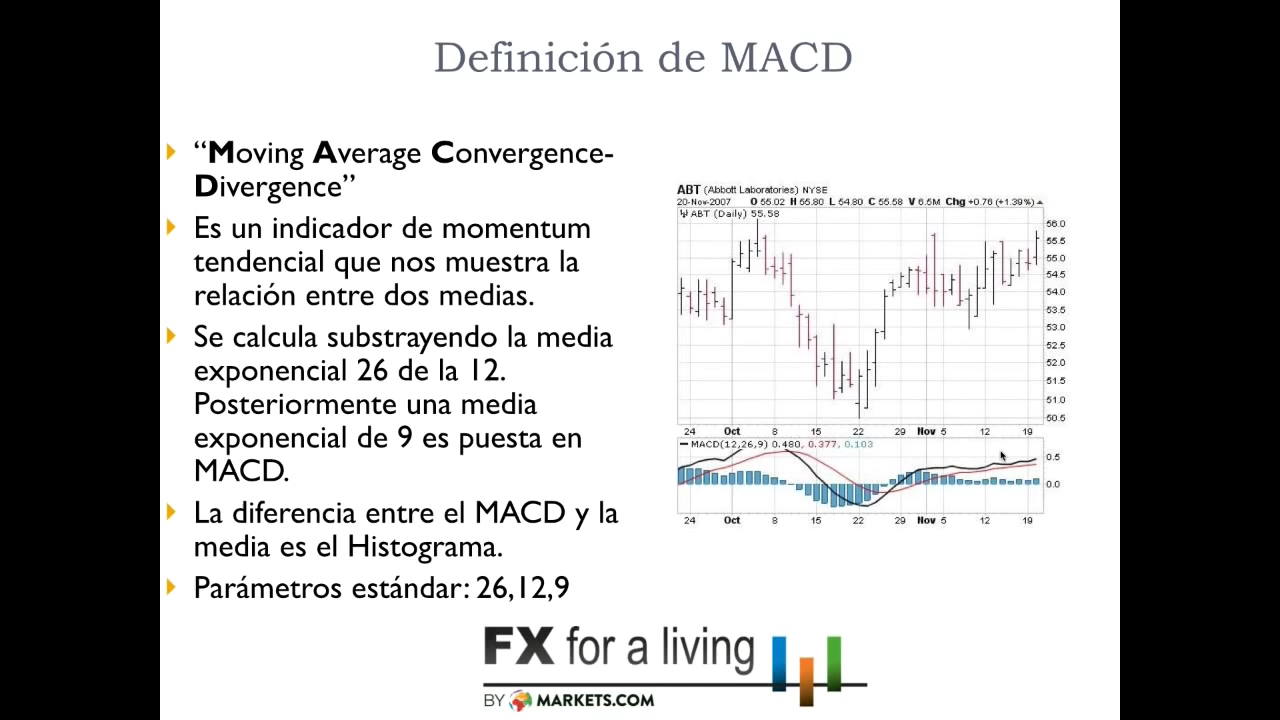 Definición de MACD
“Moving Average Convergence-
Divergence”
Es un indicador de momentum
tendencial que nos muestra la
relación entre dos medias.
Se calcula substrayendo la media
exponencial 26 de la 12.
Posteriormente una media
exponencial de 9 es puesta en
MACD.
La diferencia entre el MACD y la
media es el Histograma.
Parámetros estándar: 26,12,9
ABT (Abbott Laboratories) NYSE
20-Nov-2007 O 55.02 H 55.80 L 54.80 C 55.58 V 6.5M Chg +0.76 (+1.39%)
ABT (Daily) 55.58
56.0
55.5
55.0
54.5
54.0
53.5
53.0
52.5
52.0
51.5
51.0
50.5
24 Oct 8 15 22 29 Nov 5 12 19
MACD(12,26,9) 0.480, 0.377, 0.103
0.5
0.0
24 Oct 8 15 22 29 Nov 5 12 19
FX for a living
BY MARKETS.COM